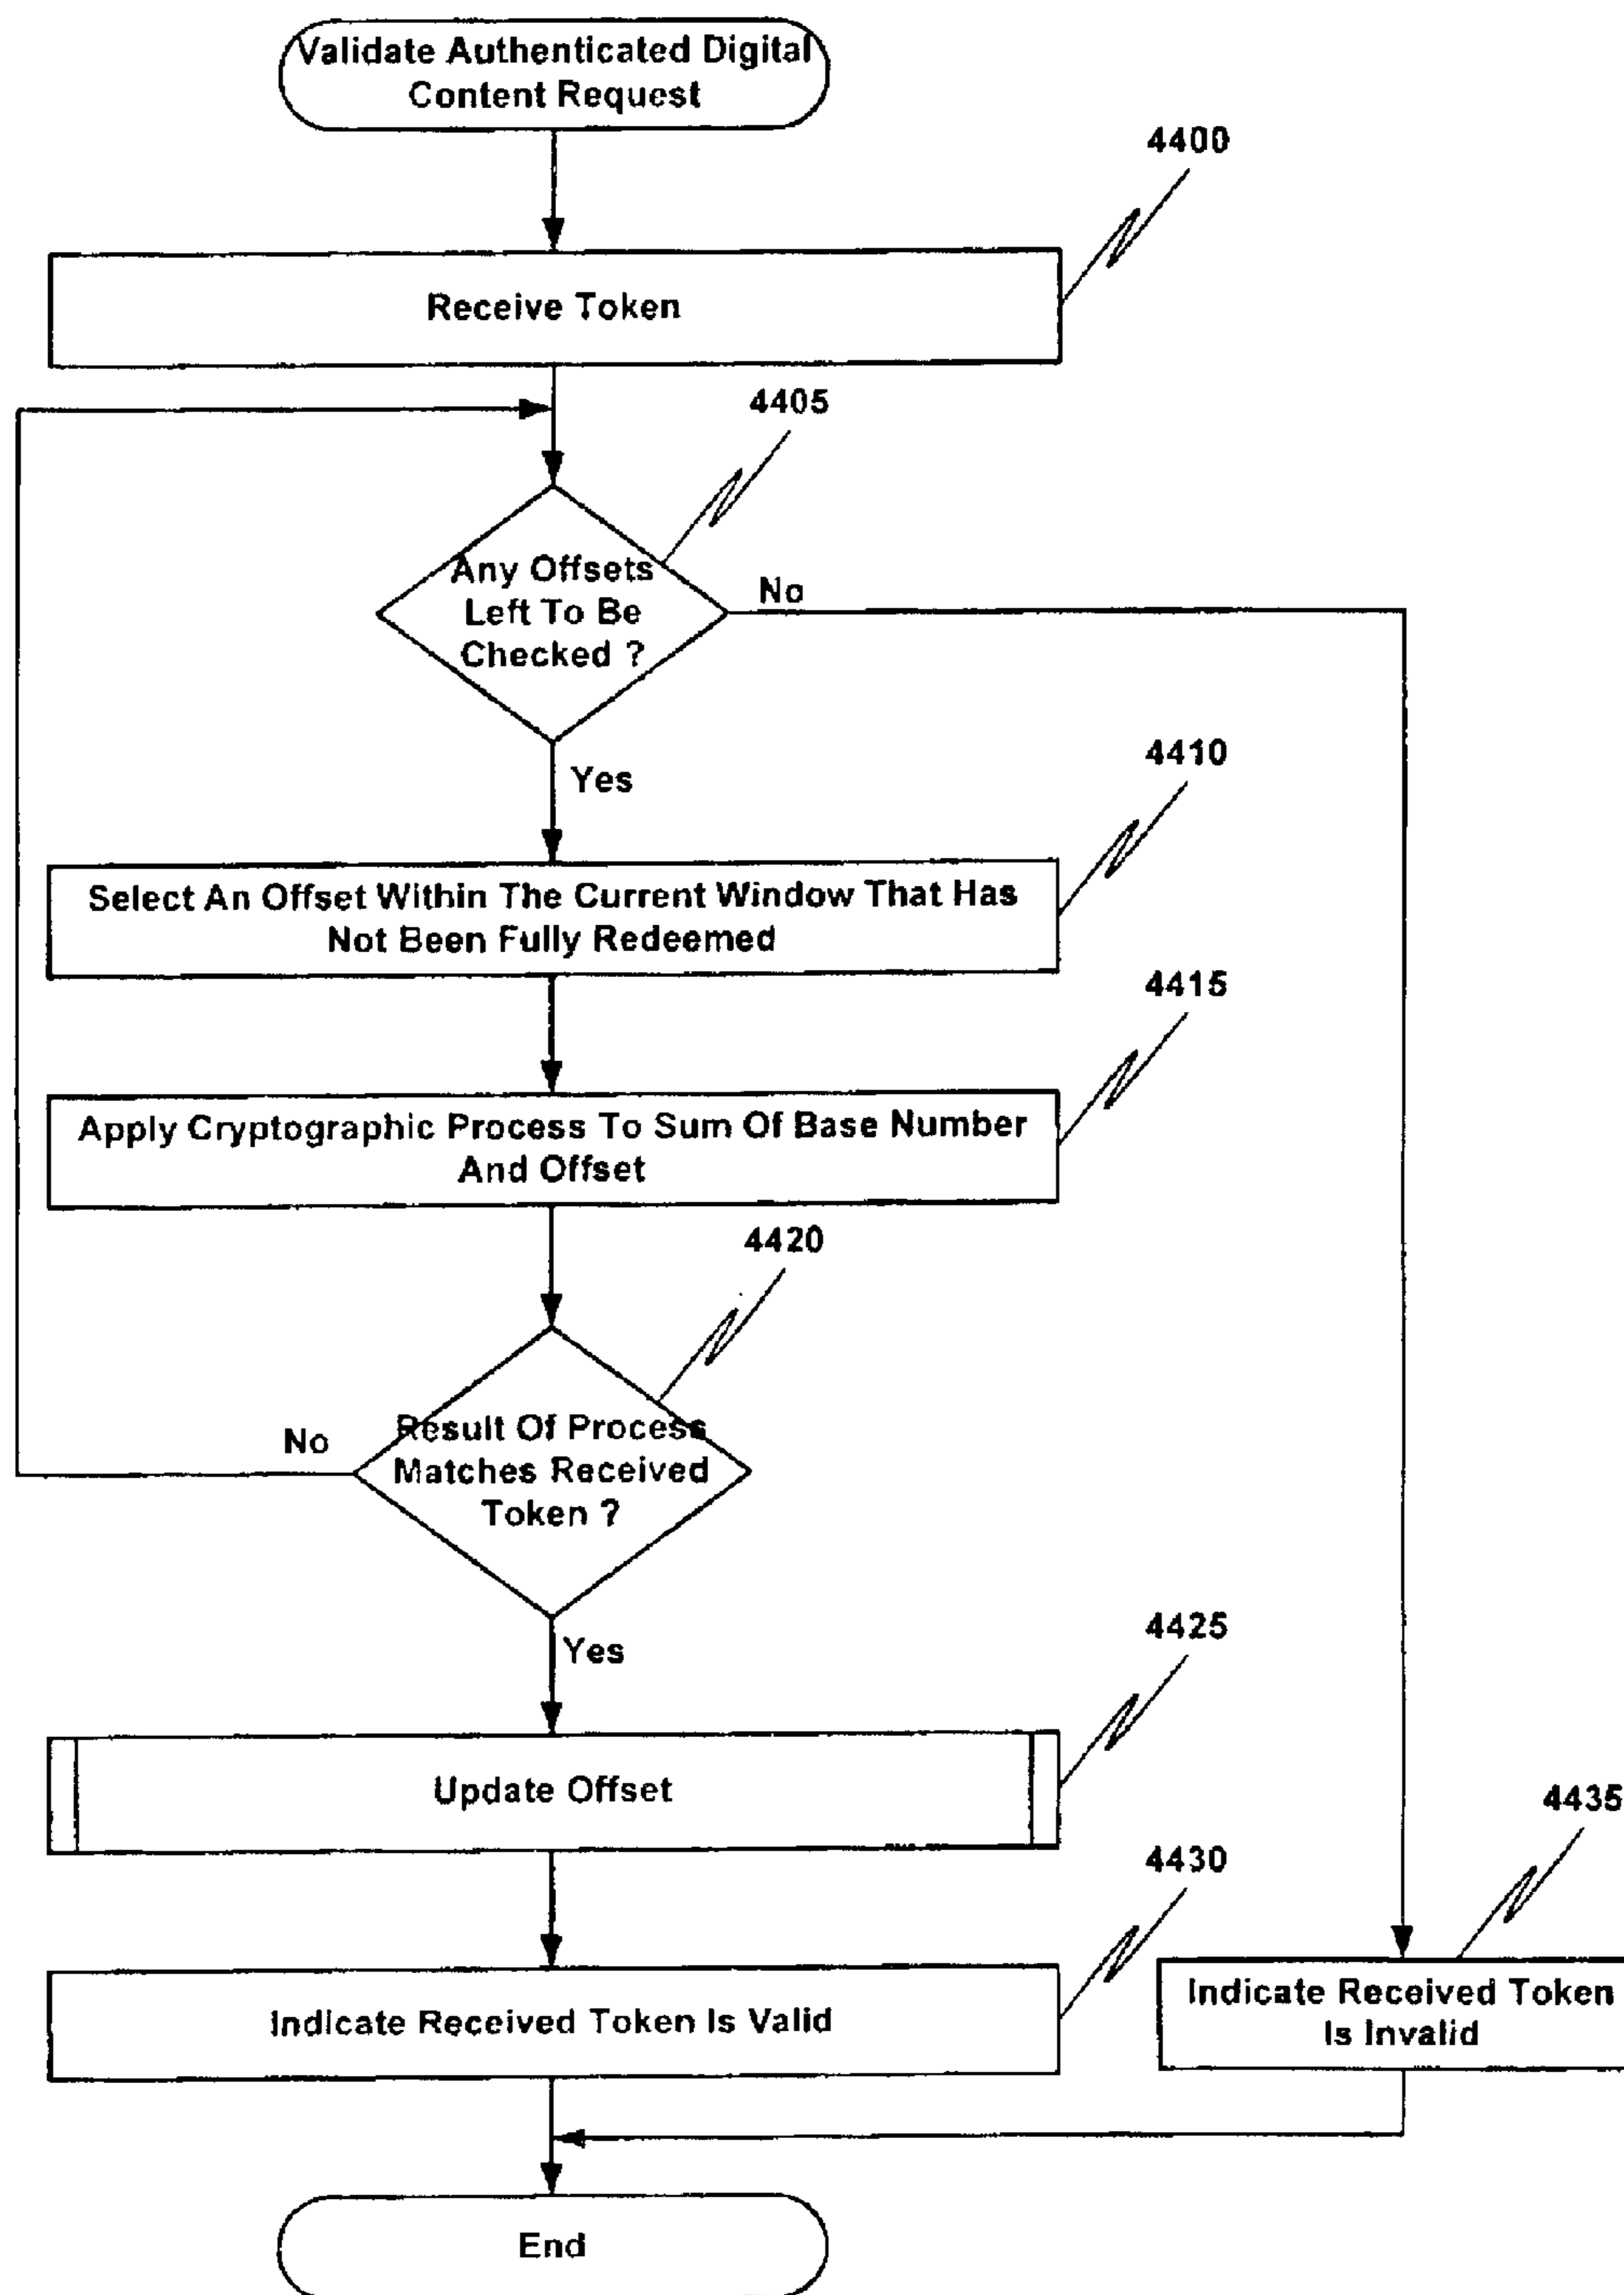 Validate Authenticated Digital
Content Request
4400
Receive Token
4405
Any Offsets
Left To Be
Checked ?
No
4410
Yes
Select An Offset Within The Current Window That Has
Not Been Fully Redeemed
4415
Apply Cryptographic Process To Sum Of Base Number
And Offset
4420
Result Of Process
Matches Received
Token ?
No
Yes
4425
Update Offset
4435
4430
Indicate Received Token Is Valid
Indicate Received Token
Is Invalid
End